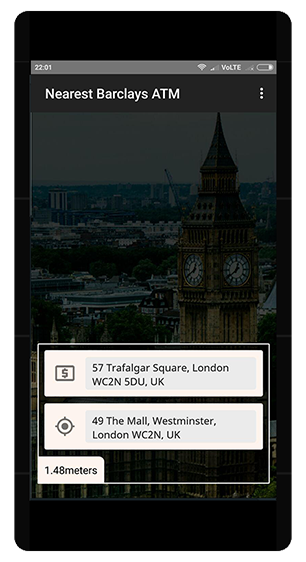 22:01
VoLTE
Nearest Barclays ATM
57 Trafalgar Square, London
WC2N 5DU, UK
49 The Mall, Westminster,
London WC2N, UK
1.48meters